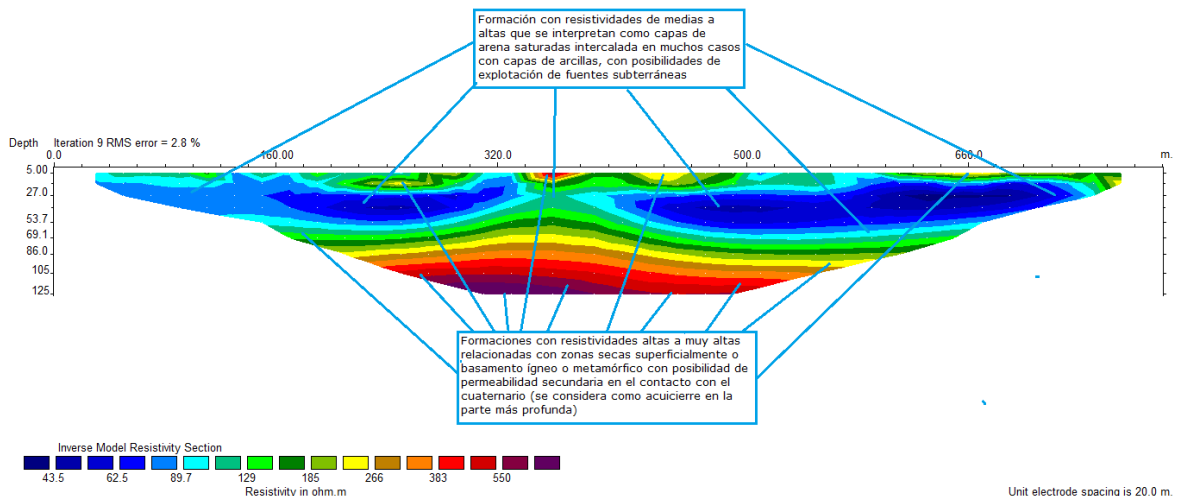 Formación con resistividades de medias a
altas que se interpretan como capas de
arena saturadas intercalada en muchos casos
con capas de arcillas, con posibilidades de
explotación de fuentes subterráneas
Depth Iteration 9 RMS error = 2.8 %
0.0 160.00 320.0 500.0 660.0 m.
5.00
27.0
53.7
69.1
86.0
105
125.
Formaciones con resistividades altas a muy altas
relacionadas con zonas secas superficialmente o
basamento ígneo o metamórfico con posibilidad de
permeabilidad secundaria en el contacto con el
cuaternario (se considera como acuicierre en la
parte más profunda)
Inverse Model Resistivity Section
43.5 62.5 89.7 129 185 266 383 550
Resistivity in ohm.m
Unit electrode spacing is 20.0 m.